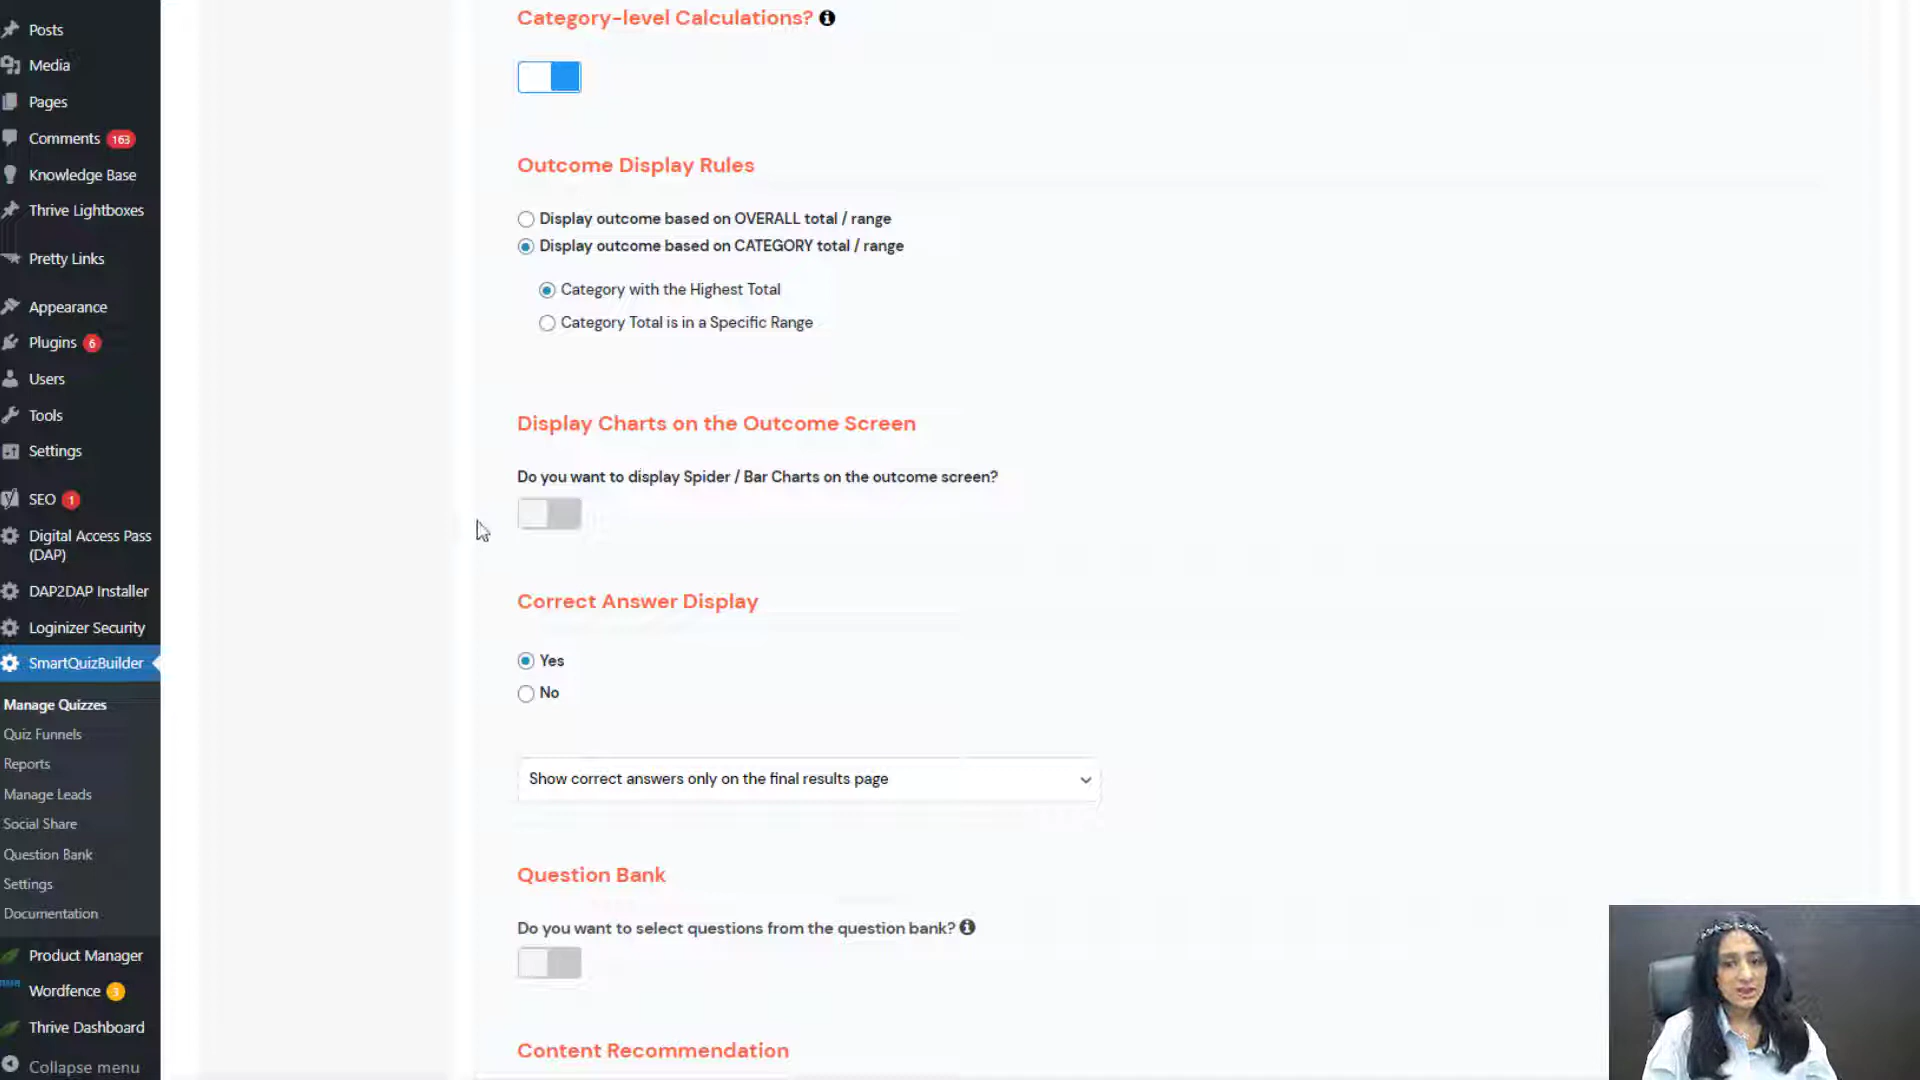 Posts
Media
Pages
Comments 163
Knowledge Base
Thrive Lightboxes
Pretty Links
Appearance
Plugins 6
Users
Tools
Settings
SEO 1
Digital Access Pass
(DAP)
DAP2DAP Installer
Loginizer Security
SmartQuizBuilder
Manage Quizzes
Quiz Funnels
Reports
Manage Leads
Social Share
Question Bank
Settings
Documentation
Product Manager
Wordfence 3
Thrive Dashboard
Collapse menu
Category-level Calculations?
Outcome Display Rules
Display outcome based on OVERALL total / range
Display outcome based on CATEGORY total / range
Category with the Highest Total
Category Total is in a Specific Range
Display Charts on the Outcome Screen
Do you want to display Spider / Bar Charts on the outcome screen?
Correct Answer Display
Yes
No
Show correct answers only on the final results page
Question Bank
Do you want to select questions from the question bank?
Content Recommendation